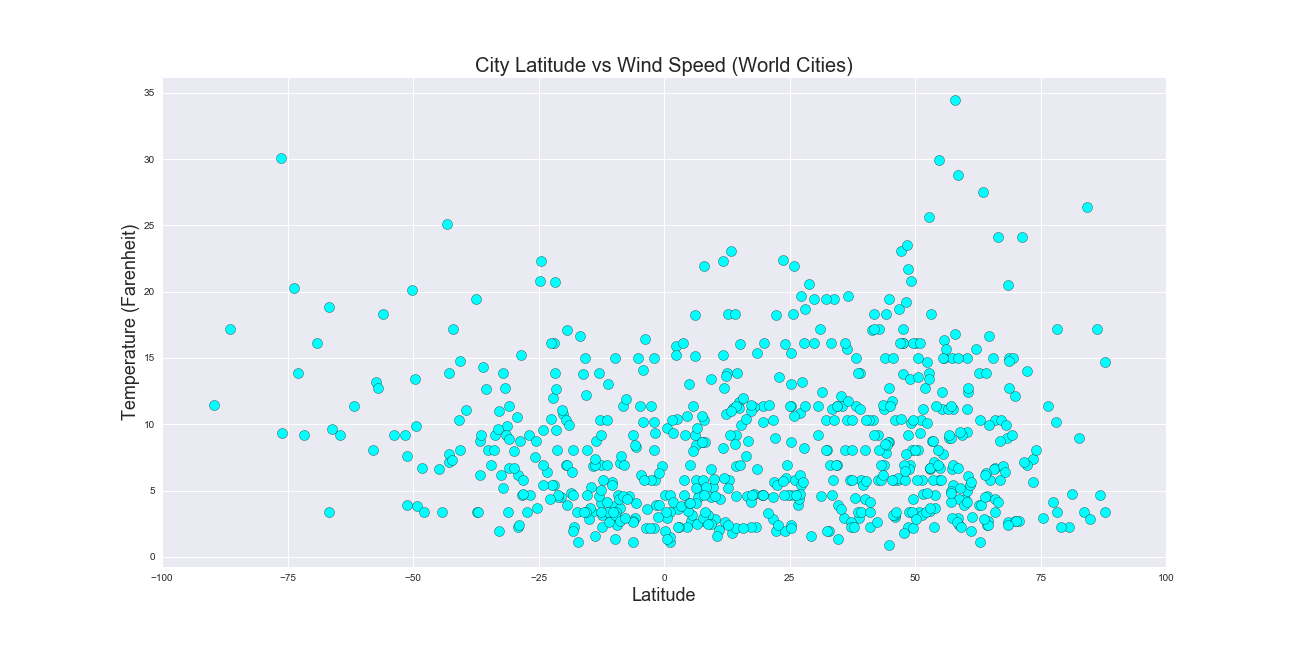 City Latitude vs Wind Speed (World Cities)
Temperature (Farenheit)
35
30
25
20
15
10
5
0
−100 −75 −50 −25 0 25 50 75 100
Latitude